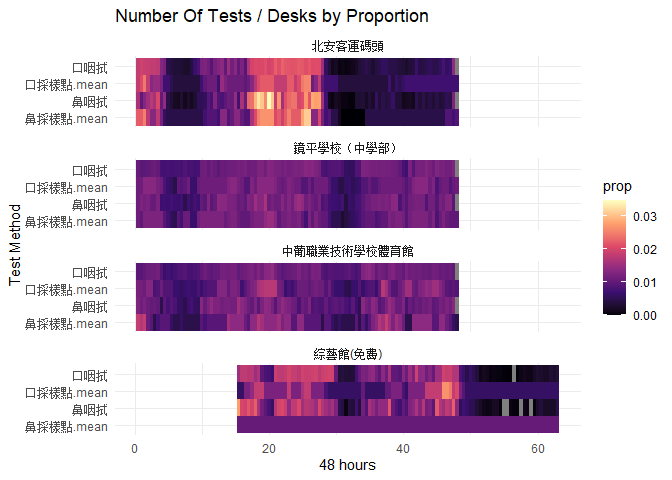 Number Of Tests / Desks by Proportion
北安客運碼頭
口咽拭
口採樣點.mean
鼻咽拭
鼻採樣點.mean
鏡平學校（中學部）
口咽拭
口採樣點.mean
鼻咽拭
鼻採樣點.mean
中葡職業技術學校體育館
口咽拭
口採樣點.mean
鼻咽拭
鼻採樣點.mean
綜藝館(免費)
口咽拭
口採樣點.mean
鼻咽拭
鼻採樣點.mean
0 20 40 60
48 hours
Test Method
prop
0.03
0.02
0.01
0.00